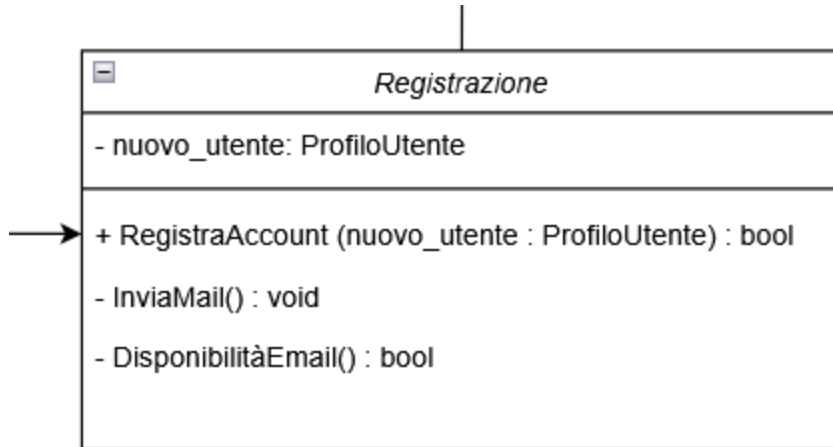 Registrazione
- nuovo_utente: ProfiloUtente
+ RegistraAccount (nuovo_utente : ProfiloUtente) : bool
- InviaMail() : void
- DisponibilitàEmail() : bool